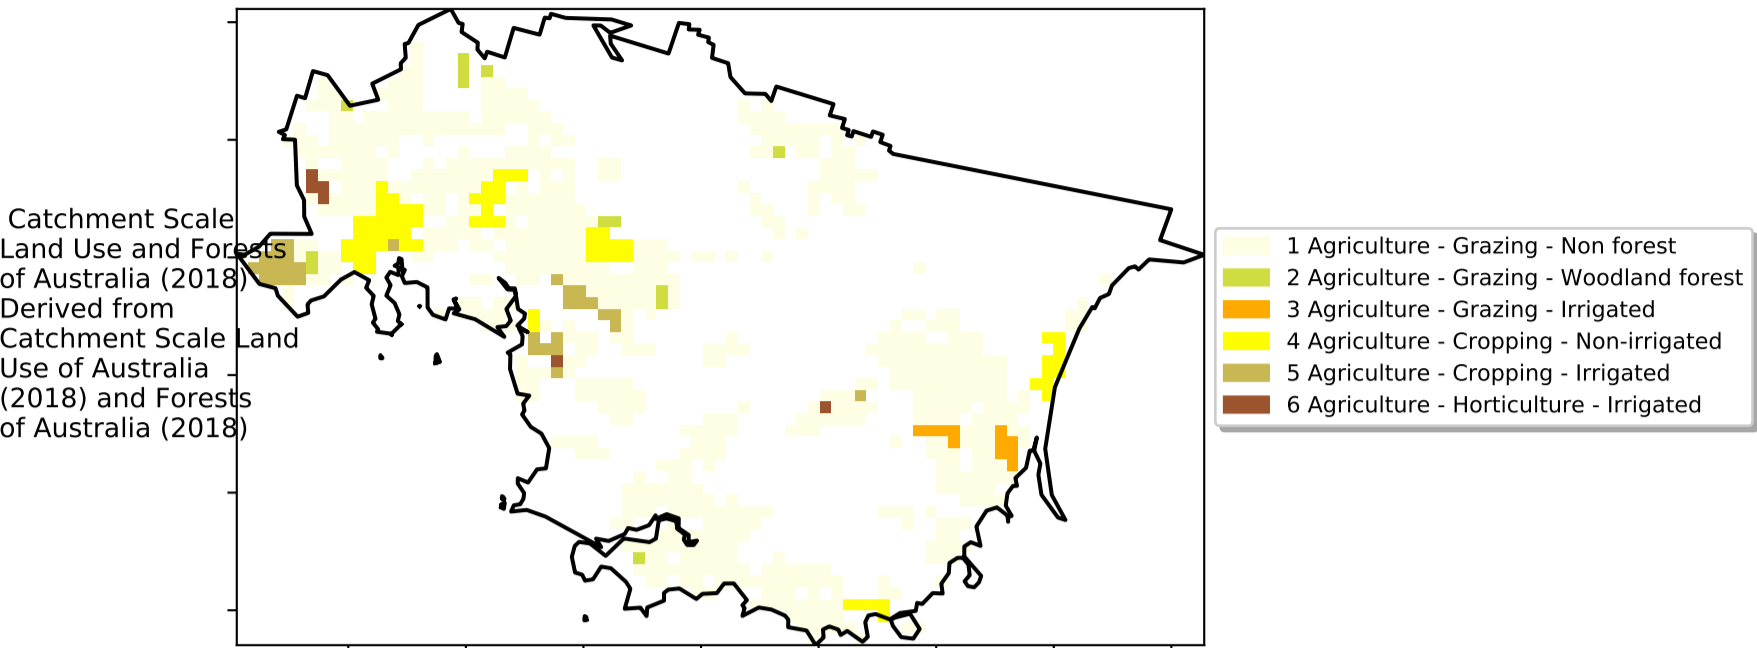 Catchment Scale
Land Use and Forests
of Australia (2018)
Derived from
Catchment Scale Land
Use of Australia
(2018) and Forests
of Australia (2018)
1 Agriculture - Grazing - Non forest
2 Agriculture - Grazing - Woodland forest
3 Agriculture - Grazing - Irrigated
4 Agriculture - Cropping - Non-irrigated
5 Agriculture - Cropping - Irrigated
6 Agriculture - Horticulture - Irrigated